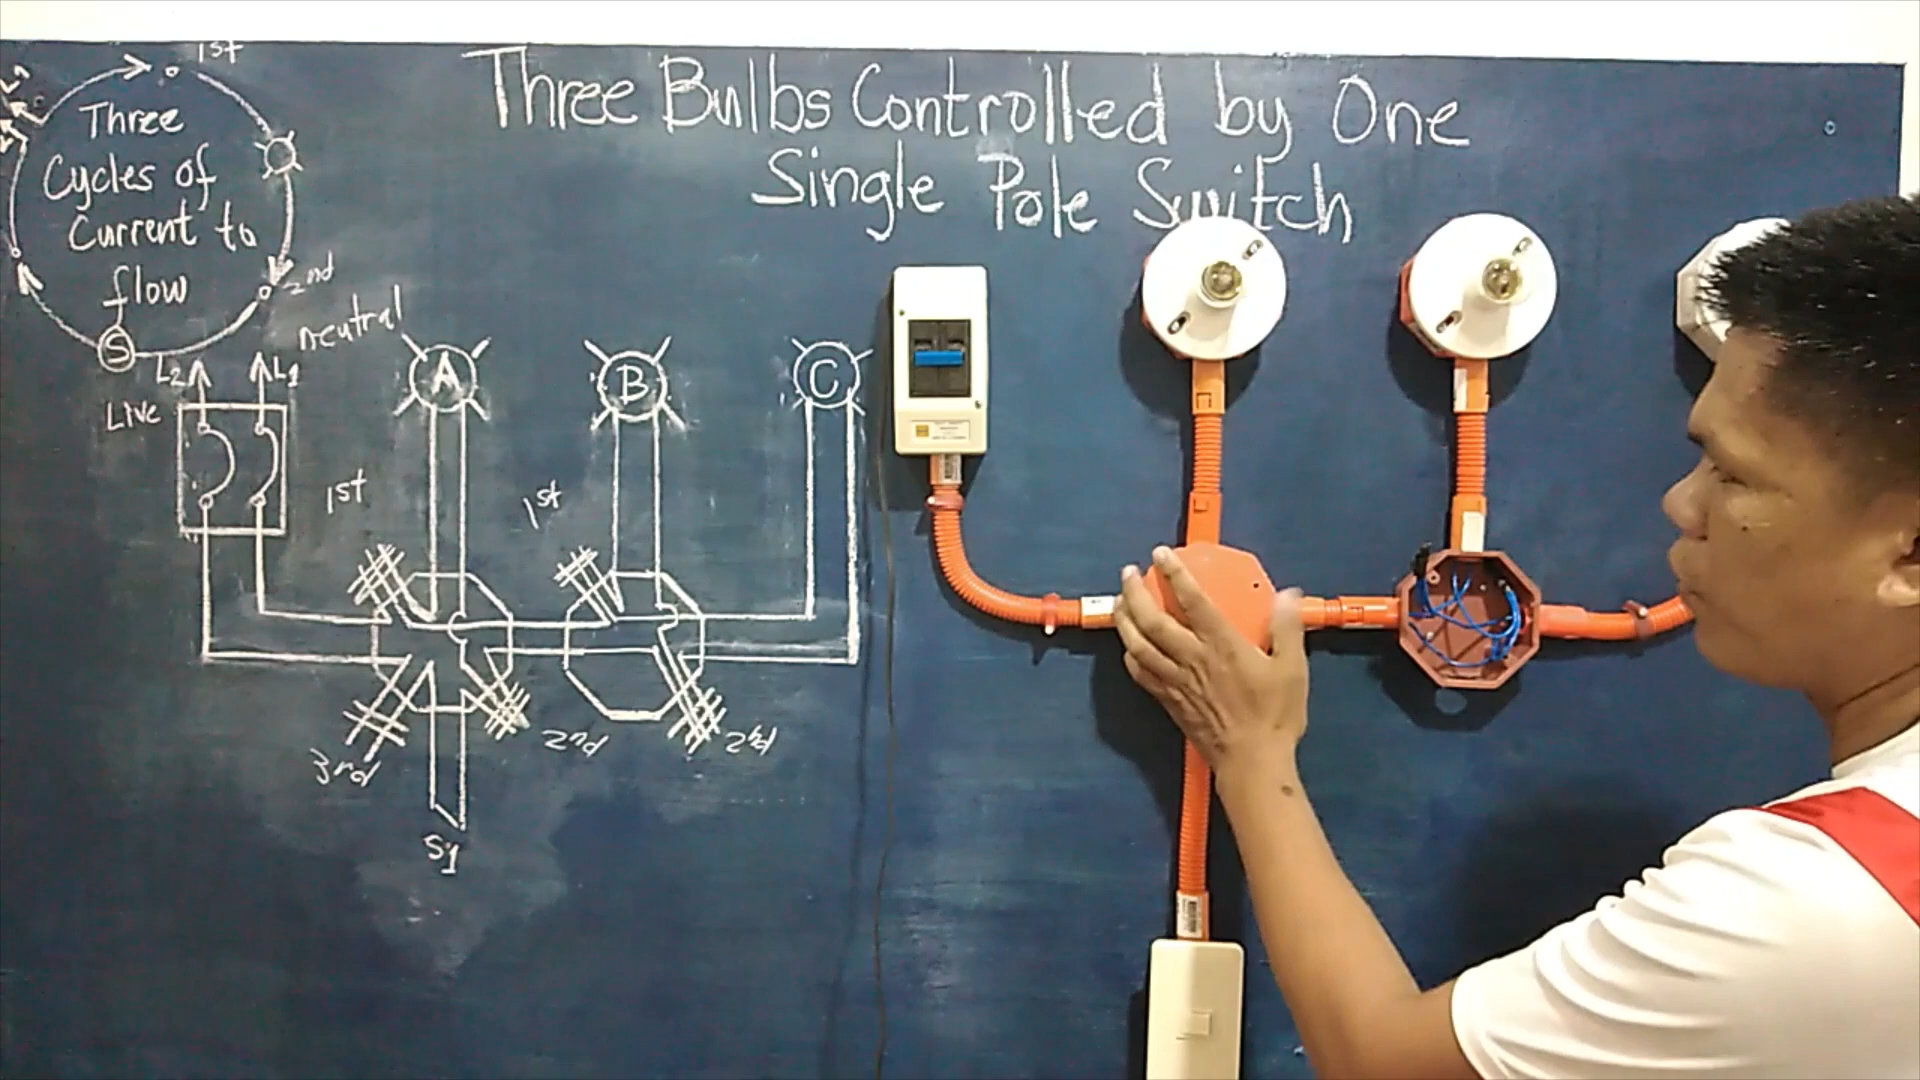 Three Bulbs Controlled by One
Single Pole Switch
1st
L1
Three
Cycles of
Current to
flow
2nd
S
neutral
L2
L1
Live
A
B
C
1st
1st
3rd
2nd
2nd
S1